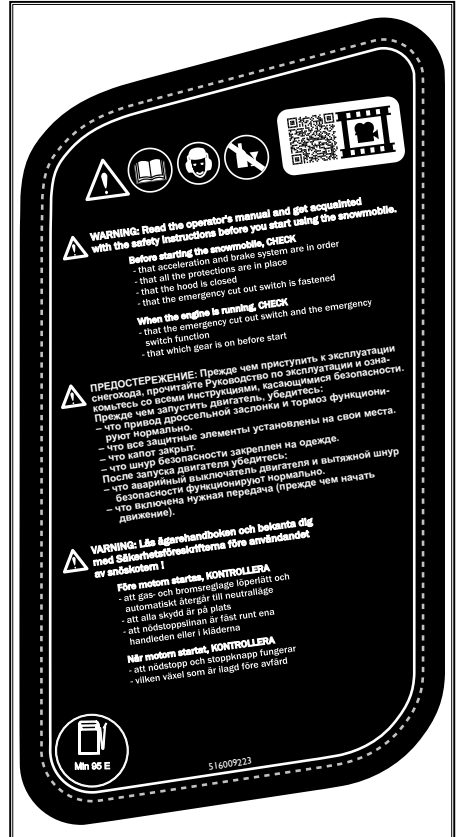 WARNING: Read the operator's manual and get acquainted
with the safety instructions before you start using the snowmobile.
Before starting the snowmobile, CHECK
- that acceleration and brake system are in order
- that all the protections are in place
- that the hood is closed
- that the emergency cut out switch is fastened
When the engine is running, CHECK
- that the emergency cut out switch and the emergency
switch function
- that which gear is on before start
ПРЕДОСТЕРЕЖЕНИЕ: Прежде чем приступить к эксплуатации
снегохода, прочитайте Руководство по эксплуатации и озна-
комьтесь со всеми инструкциями, касающимися безопасности.
Прежде чем запустить двигатель, убедитесь:
– что привод дроссельной заслонки и тормоз функциони-
руют нормально.
– что все защитные элементы установлены на свои места.
– что капот закрыт.
– что шнур безопасности закреплен на одежде.
После запуска двигателя убедитесь:
– что аварийный выключатель двигателя и вытяжной шнур
безопасности функционируют нормально.
– что включена нужная передача (прежде чем начать
движение).
VARNING: Läs ägarehandboken och bekanta dig
med Säkerhetsföreskrifterna före användandet
av snöskotern !
Före motorn startas, KONTROLLERA
- att gas- och bromsreglage löperlätt och
automatiskt återgår till neutralläge
- att alla skydd är på plats
- att nödstoppslinan är fäst runt ena
handleden eller i kläderna
När motorn startat, KONTROLLERA
- att nödstopp och stoppknapp fungerar
- vilken växel som är ilagd före avfärd
Min 95 E
516009223